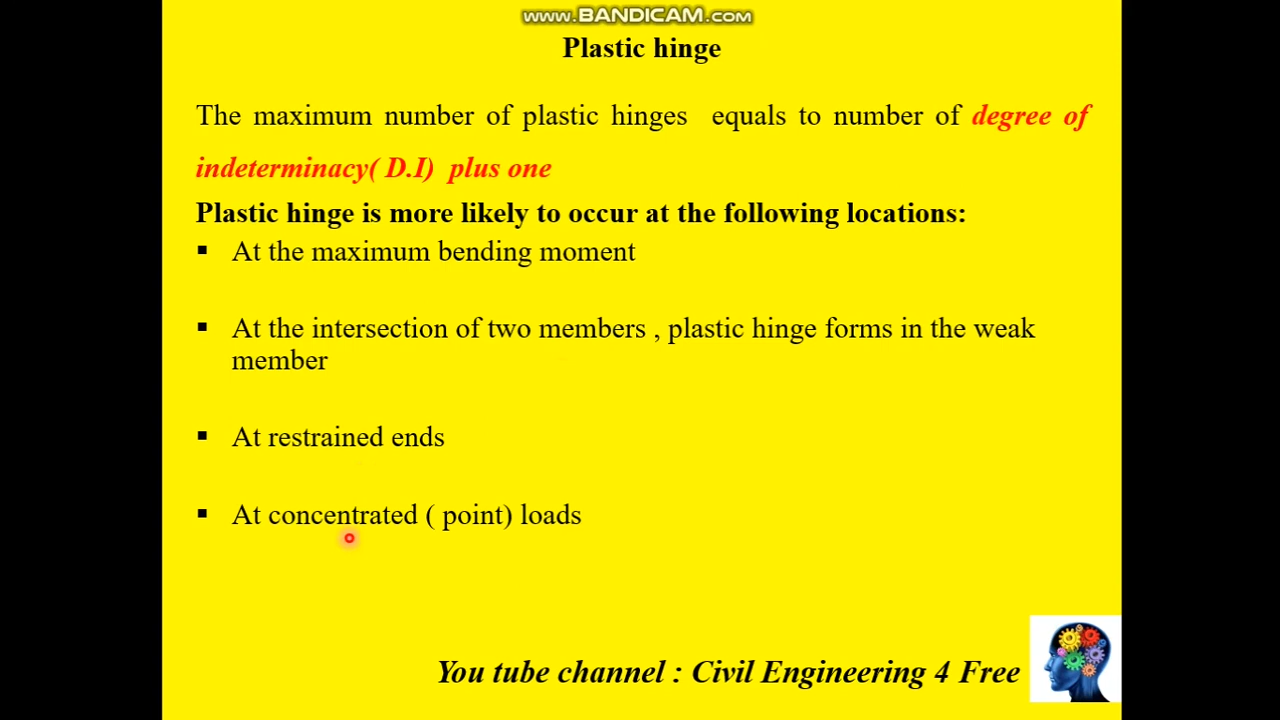 www.BANDICAM.com
Plastic hinge
The maximum number of plastic hinges equals to number of degree of
indeterminacy( D.I) plus one
Plastic hinge is more likely to occur at the following locations:
▪ At the maximum bending moment
▪ At the intersection of two members , plastic hinge forms in the weak
member
▪ At restrained ends
▪ At concentrated ( point) loads
You tube channel : Civil Engineering 4 Free